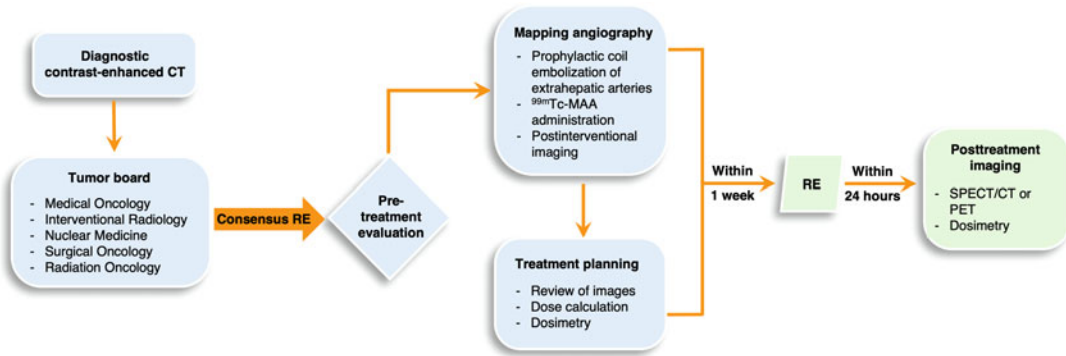 Diagnostic
contrast-enhanced CT
Tumor board
- Medical Oncology
- Interventional Radiology
- Nuclear Medicine
- Surgical Oncology
- Radiation Oncology
Consensus RE
Pre-
treatment
evaluation
Mapping angiography
- Prophylactic coil
embolization of
extrahepatic arteries
- ⁹⁹ᵐTc-MAA
administration
- Postinterventional
imaging
Treatment planning
- Review of images
- Dose calculation
- Dosimetry
Within
1 week
RE
Within
24 hours
Posttreatment
imaging
- SPECT/CT or
PET
- Dosimetry